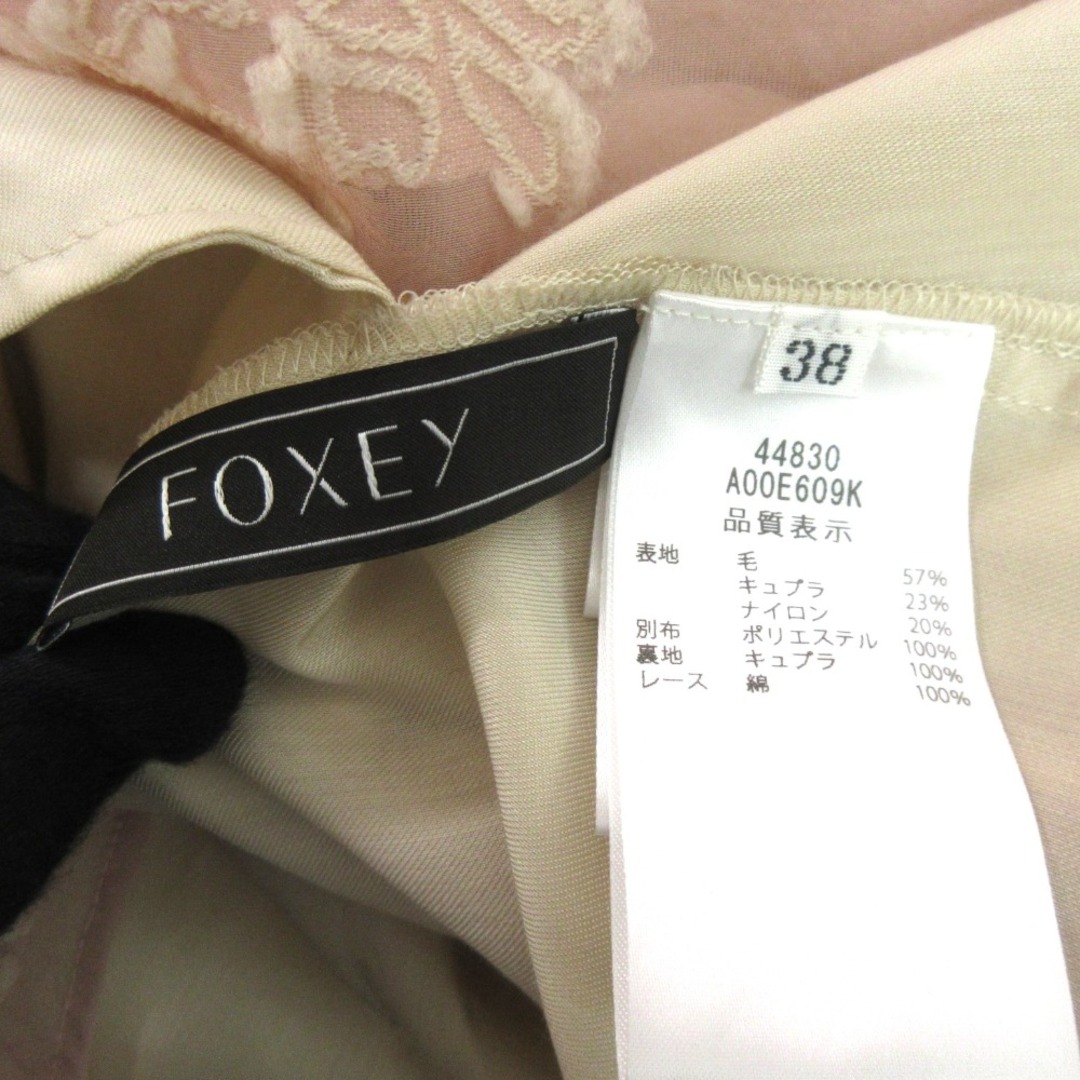 FOXEY
38
44830
A00E609K
品質表示
表地 毛 57%
キュプラ 23%
ナイロン 20%
別布 ポリエステル 100%
裏地 キュプラ 100%
レース 綿 100%